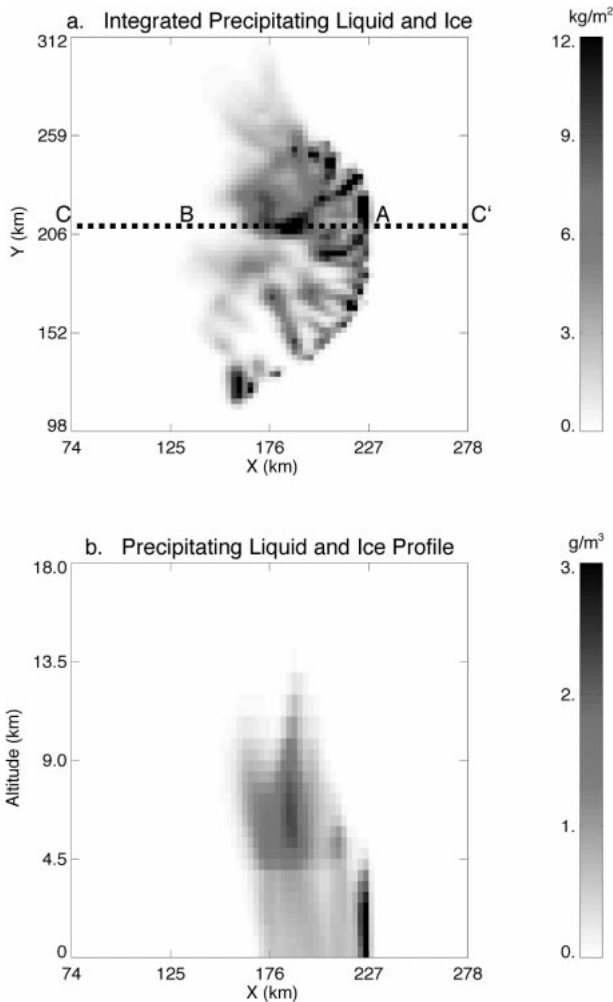 a. Integrated Precipitating Liquid and Ice
kg/m²
312
259
206
152
98
Y (km)
C B A C'
74 125 176 227 278
X (km)
12.
9.
6.
3.
0.
b. Precipitating Liquid and Ice Profile
g/m³
18.0
13.5
9.0
4.5
0
Altitude (km)
74 125 176 227 278
X (km)
3.
2.
1.
0.